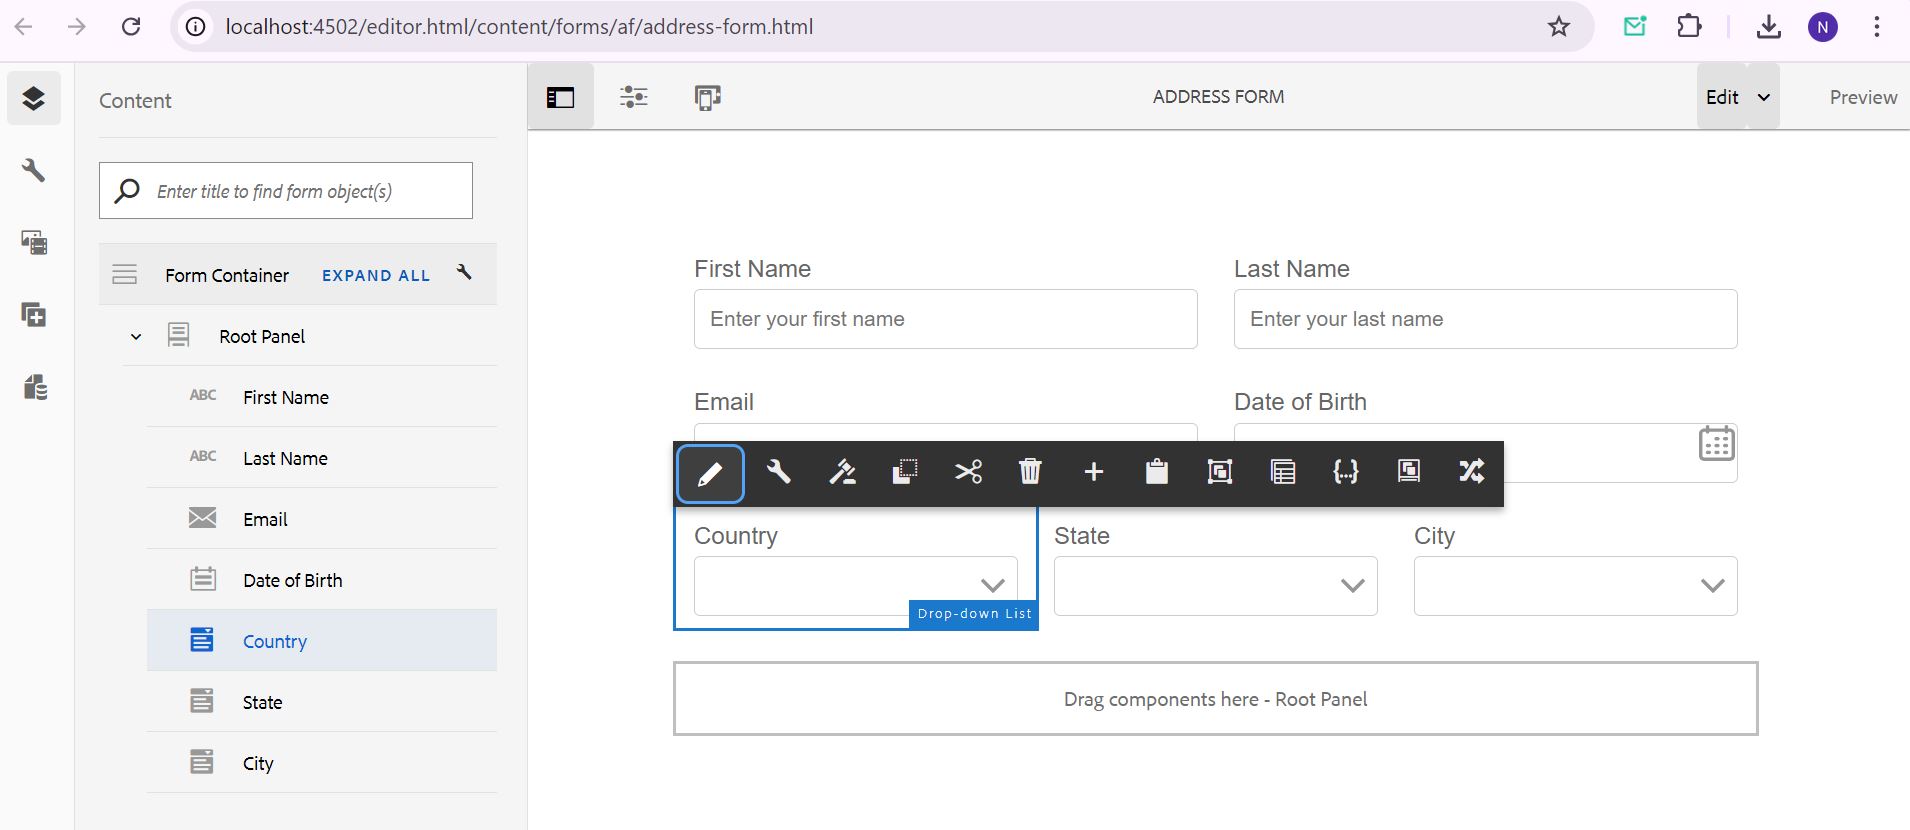 localhost:4502/editor.html/content/forms/af/address-form.html
N
Content
ADDRESS FORM
Edit
Preview
Enter title to find form object(s)
Form Container
EXPAND ALL
Root Panel
ABC
First Name
ABC
Last Name
Email
Date of Birth
Country
State
City
First Name
Last Name
Enter your first name
Enter your last name
Email
Date of Birth
{...}
Country
State
City
Drop-down List
Drag components here - Root Panel